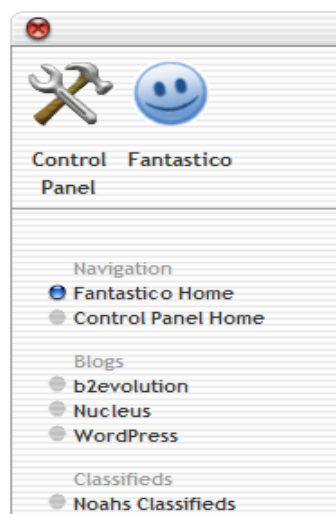 Control Fantastico
Panel
Navigation
Fantastico Home
Control Panel Home
Blogs
b2evolution
Nucleus
WordPress
Classifieds
Noahs Classifieds